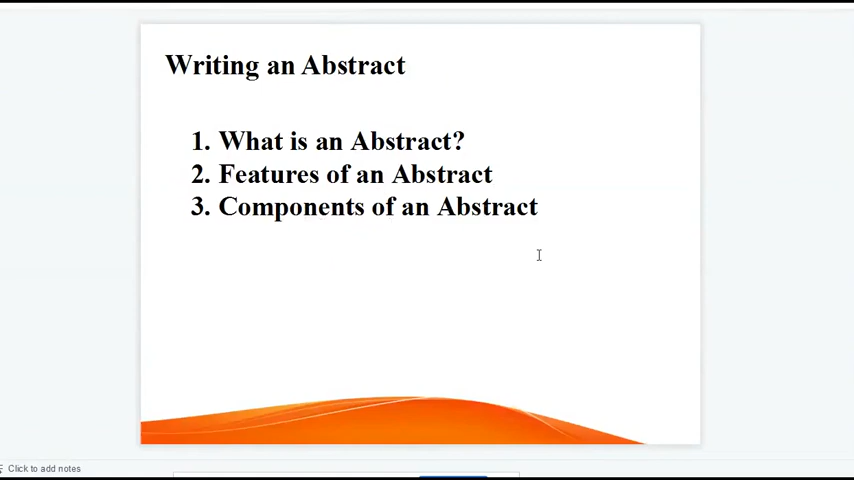 Writing an Abstract
1. What is an Abstract?
2. Features of an Abstract
3. Components of an Abstract
Click to add notes